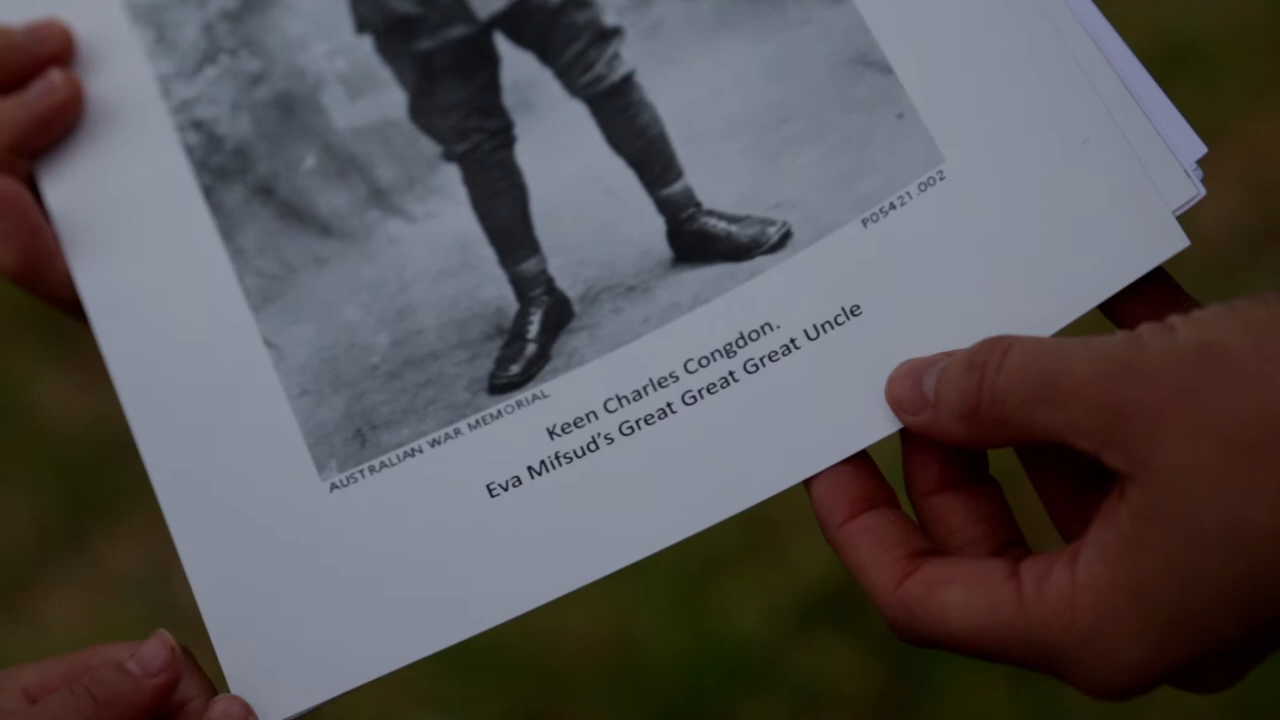 P05421.002
AUSTRALIAN WAR MEMORIAL
Keen Charles Congdon.
Eva Mifsud's Great Great Great Uncle